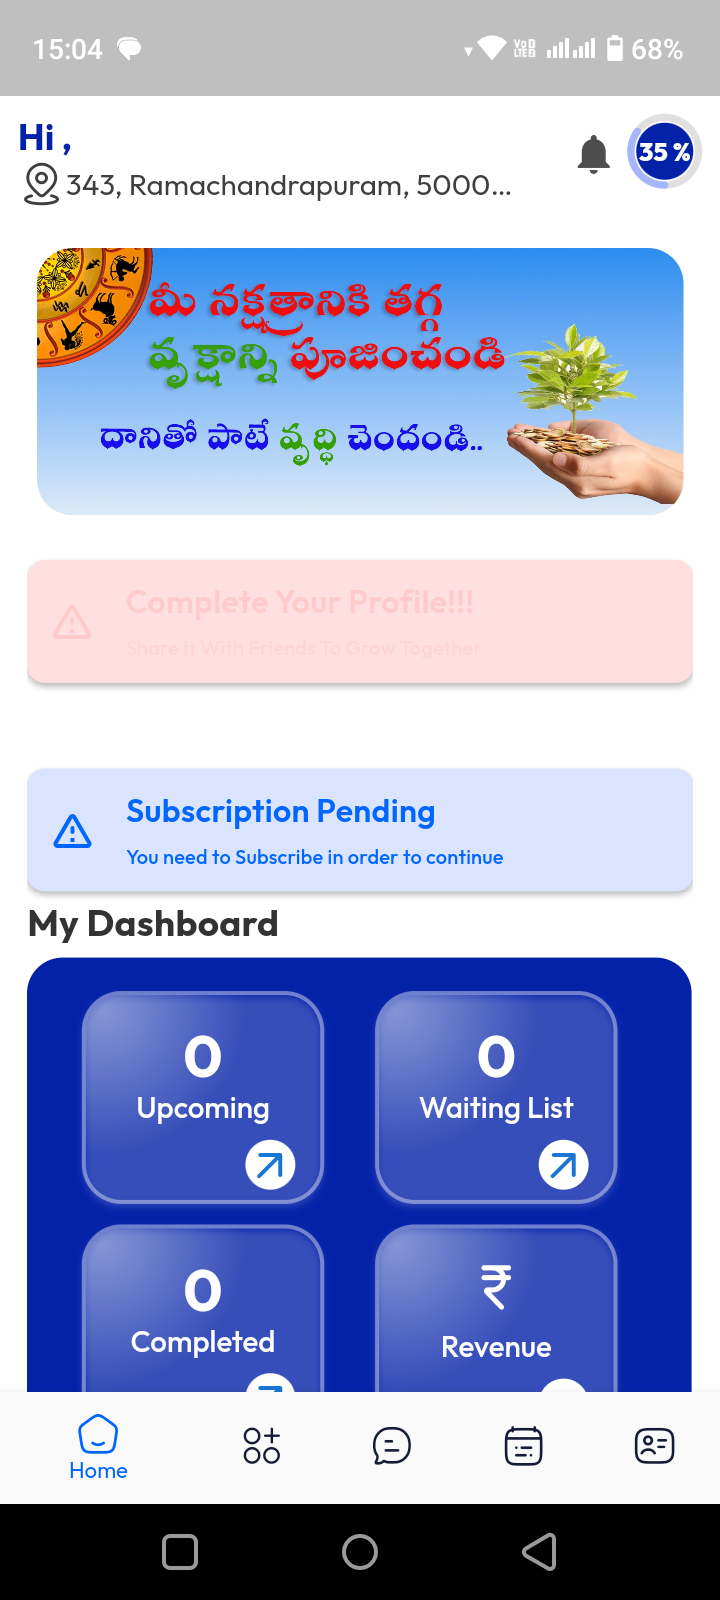 15:04
VoD LTE2 68%
Hi ,
35 %
343, Ramachandrapuram, 5000...
మీ నక్షత్రానికి తగ్గ
వృక్షాన్ని పూజించండి
దానితో పాటే వృద్ధి చెందండి..
Complete Your Profile!!!
Share It With Friends To Grow Together
Subscription Pending
You need to Subscribe in order to continue
My Dashboard
0 0
Upcoming Waiting List
0 ₹
Completed Revenue
Home